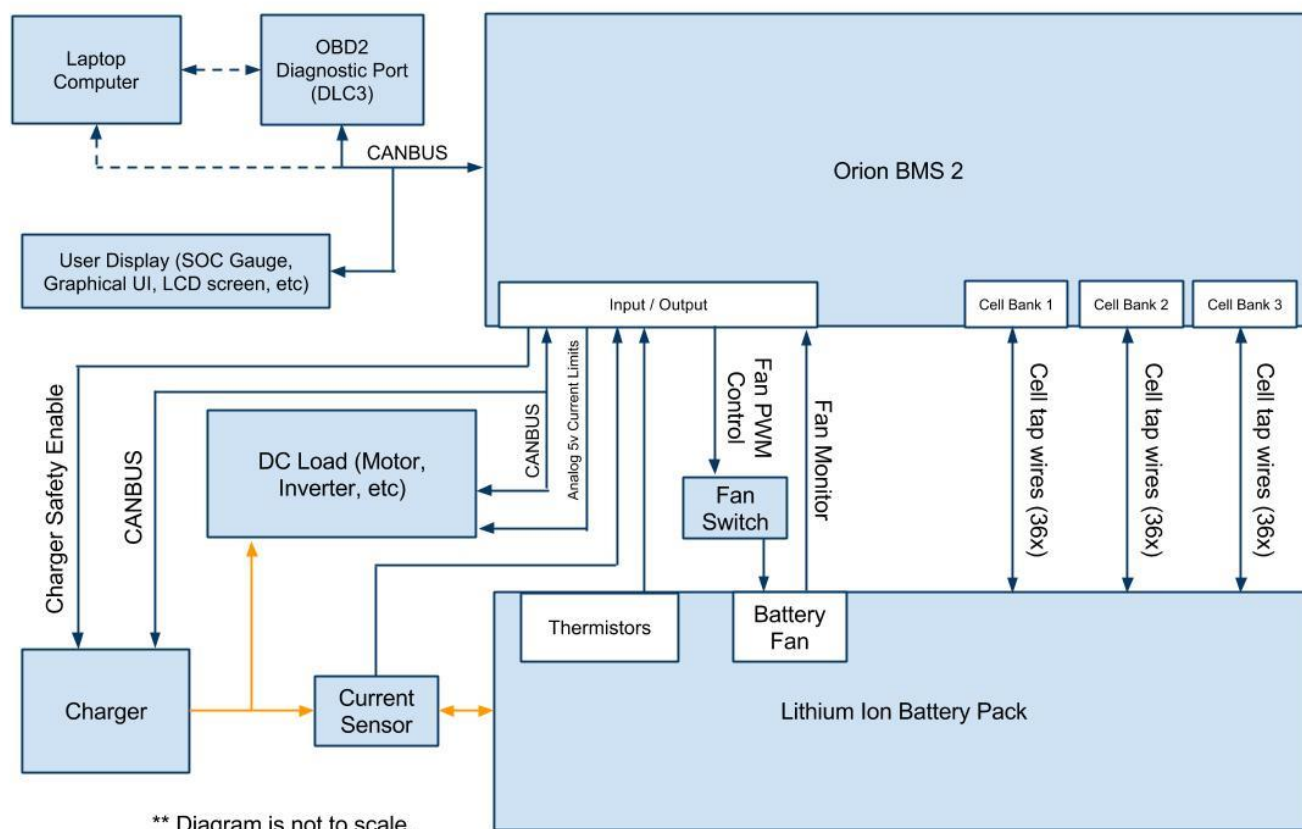 Laptop
Computer
OBD2
Diagnostic Port
(DLC3)
CANBUS
Orion BMS 2
User Display (SOC Gauge,
Graphical UI, LCD screen, etc)
Input / Output
Cell Bank 1
Cell Bank 2
Cell Bank 3
Charger Safety Enable
CANBUS
DC Load (Motor,
Inverter, etc)
CANBUS
Analog 5v Current Limits
Fan PWM
Control
Fan Monitor
Cell tap wires (36x)
Cell tap wires (36x)
Cell tap wires (36x)
Fan
Switch
Thermistors
Battery
Fan
Charger
Current
Sensor
Lithium Ion Battery Pack
** Diagram is not to scale